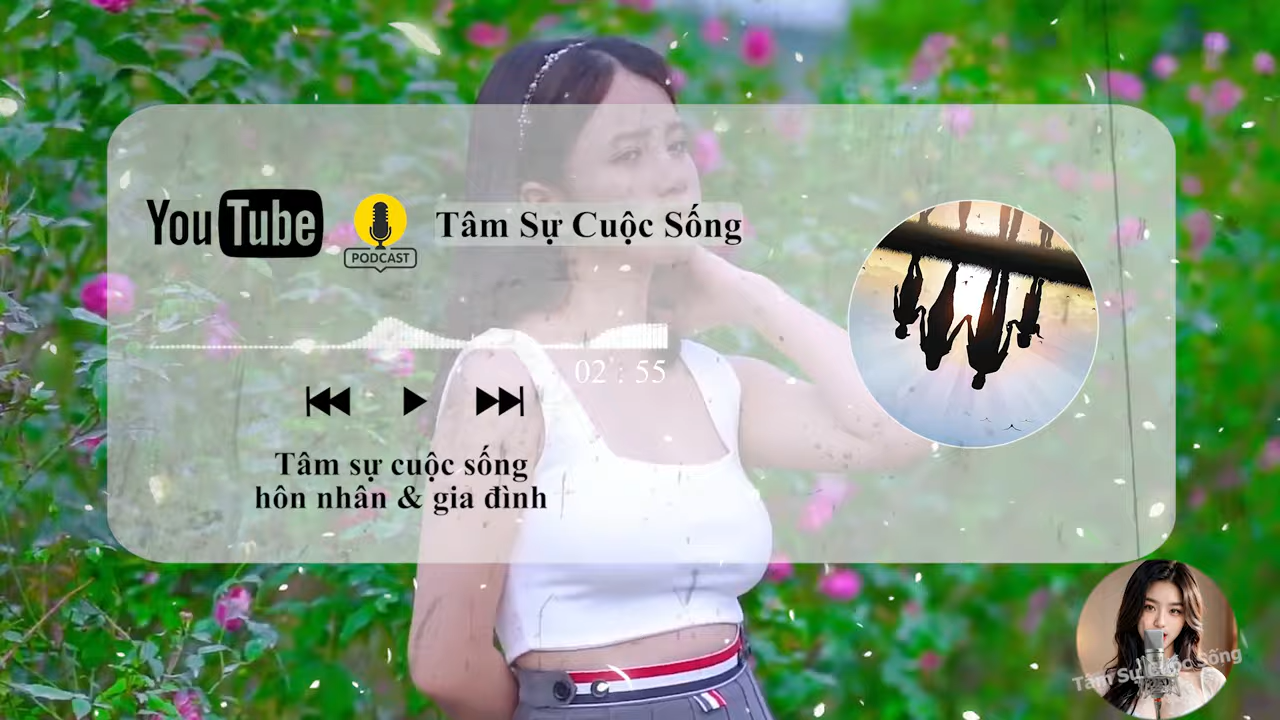 YouTube
PODCAST
Tâm Sự Cuộc Sống
02 : 55
Tâm sự cuộc sống
hôn nhân & gia đình
Tâm Sự Cuộc Sống